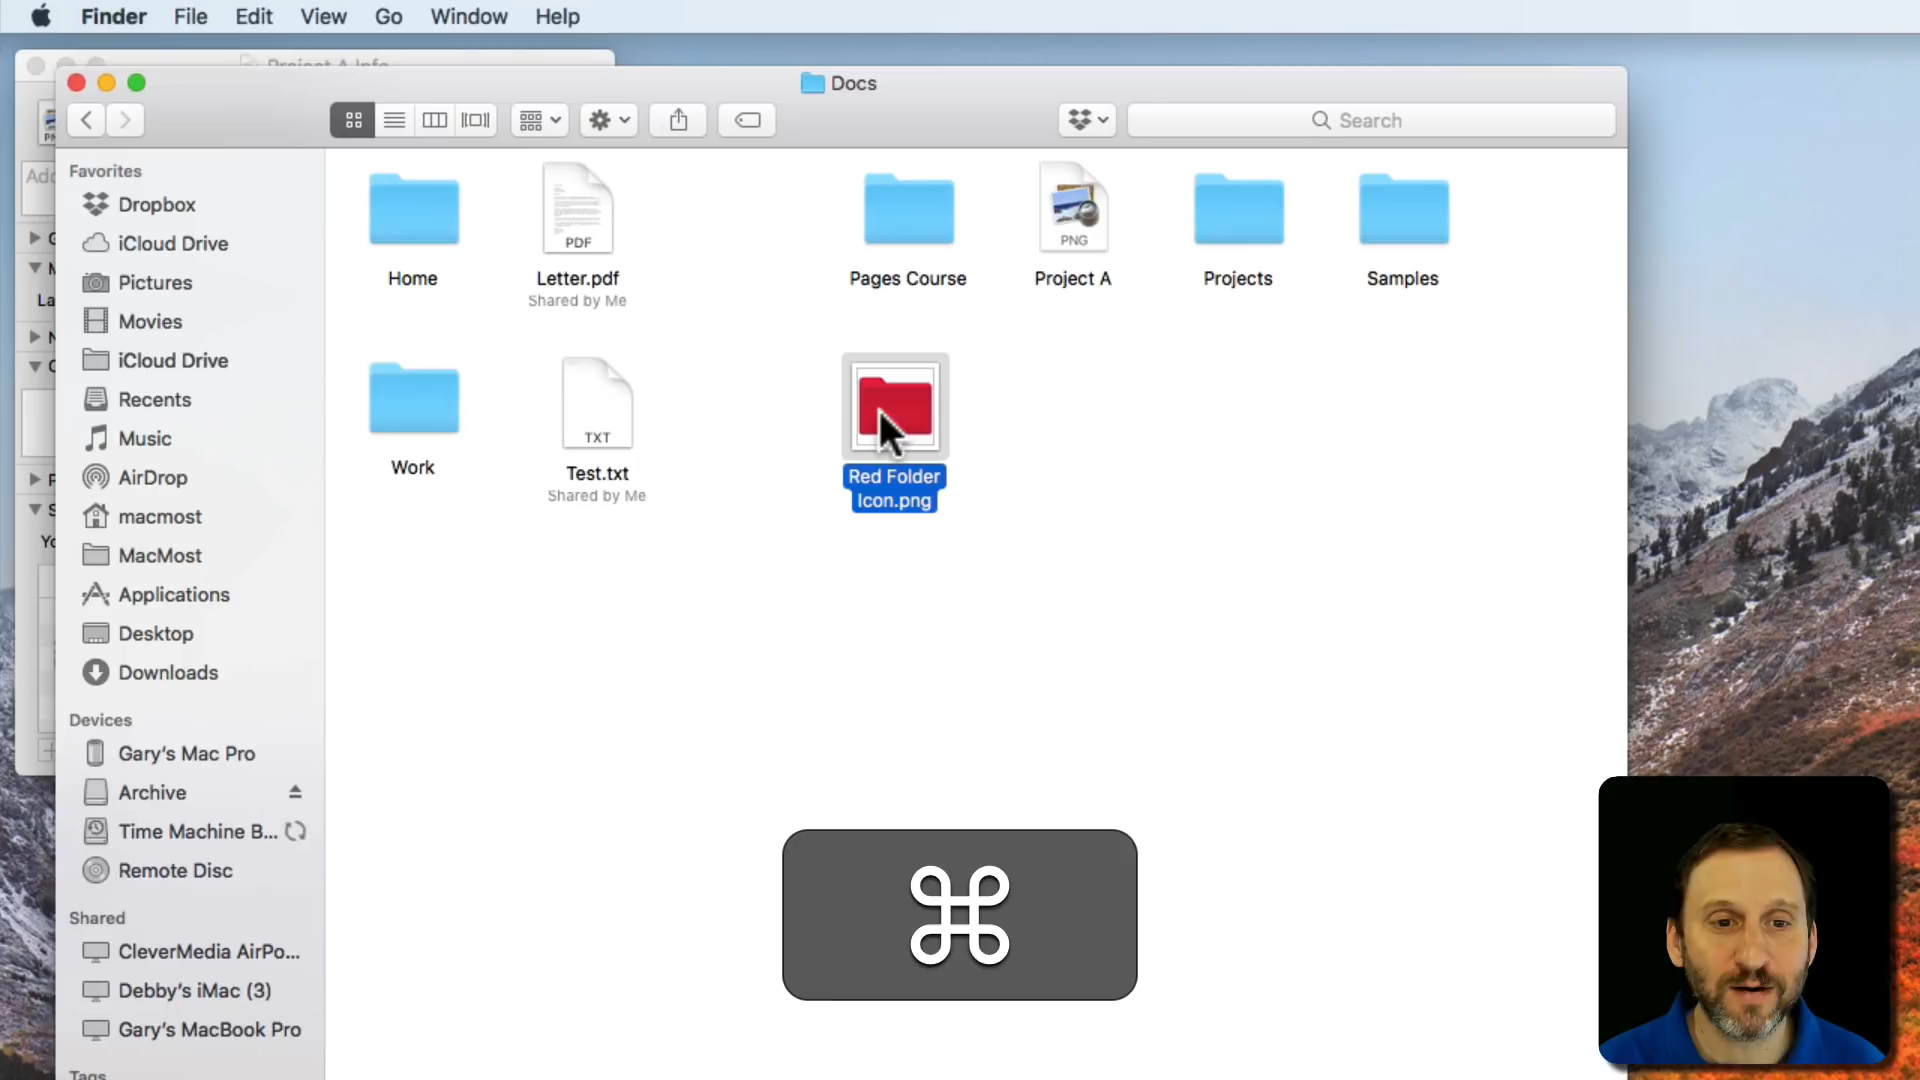 Finder File Edit View Go Window Help
Project A Info
Docs
Search
Favorites
Dropbox
iCloud Drive
Pictures
Movies
iCloud Drive
Recents
Music
AirDrop
macmost
MacMost
Applications
Desktop
Downloads
Devices
Gary's Mac Pro
Archive
Time Machine B...
Remote Disc
Shared
CleverMedia AirPo...
Debby's iMac (3)
Gary's MacBook Pro
Tags
PDF
PNG
Home
Letter.pdf
Shared by Me
Pages Course
Project A
Projects
Samples
TXT
Work
Test.txt
Shared by Me
Red Folder
Icon.png
⌘